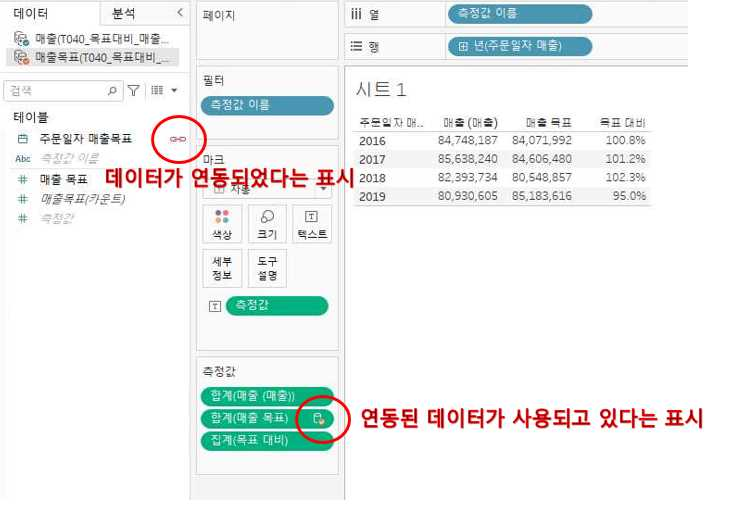 데이터
분석
매출(T040_목표대비_매출...
매출목표(T040_목표대비_...
검색
테이블
주문일자 매출목표
Abc 측정값 이름
매출 목표
매출목표(카운트)
측정값
페이지
필터
측정값 이름
마크
자동
색상
크기
텍스트
세부
정보
도구
설명
측정값
측정값
합계(매출 (매출))
합계(매출 목표)
집계(목표 대비)
열
측정값 이름
행
년(주문일자 매출)
시트 1
주문일자 매.. 매출 (매출) 매출 목표 목표 대비
2016 84,748,187 84,071,992 100.8%
2017 85,638,240 84,606,480 101.2%
2018 82,393,734 80,548,857 102.3%
2019 80,930,605 85,183,616 95.0%
데이터가 연동되었다는 표시
연동된 데이터가 사용되고 있다는 표시